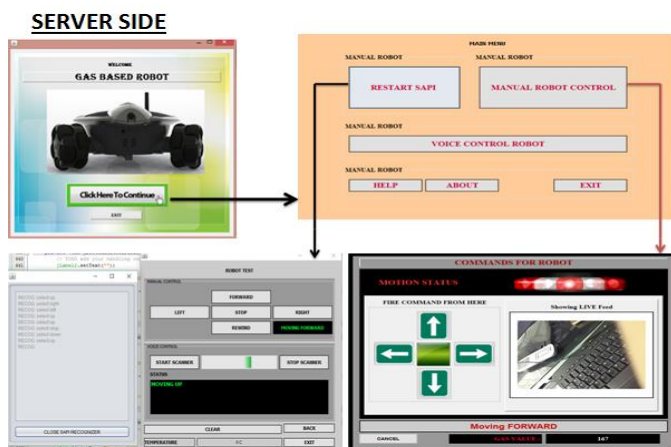 SERVER SIDE
WELCOME
GAS BASED ROBOT
Click Here To Continue
EXIT
MAIN MENU
MANUAL ROBOT
MANUAL ROBOT
RESTART SAPI
MANUAL ROBOT CONTROL
MANUAL ROBOT
VOICE CONTROL ROBOT
MANUAL ROBOT
HELP
ABOUT
EXIT
CLOSE SAPI RECOGNIZER
ROBOT TEST
MANUAL CONTROL
FORWARD
LEFT
STOP
RIGHT
REWIND
MOVING FORWARD
VOICE CONTROL
START SCANNER
STOP SCANNER
STATUS
MOVING UP
CLEAR
BACK
TEMPERATURE
EXIT
COMMANDS FOR ROBOT
MOTION STATUS
FIRE COMMAND FROM HERE
Showing LIVE Feed
Moving FORWARD
CANCEL
GAS VALUE
167